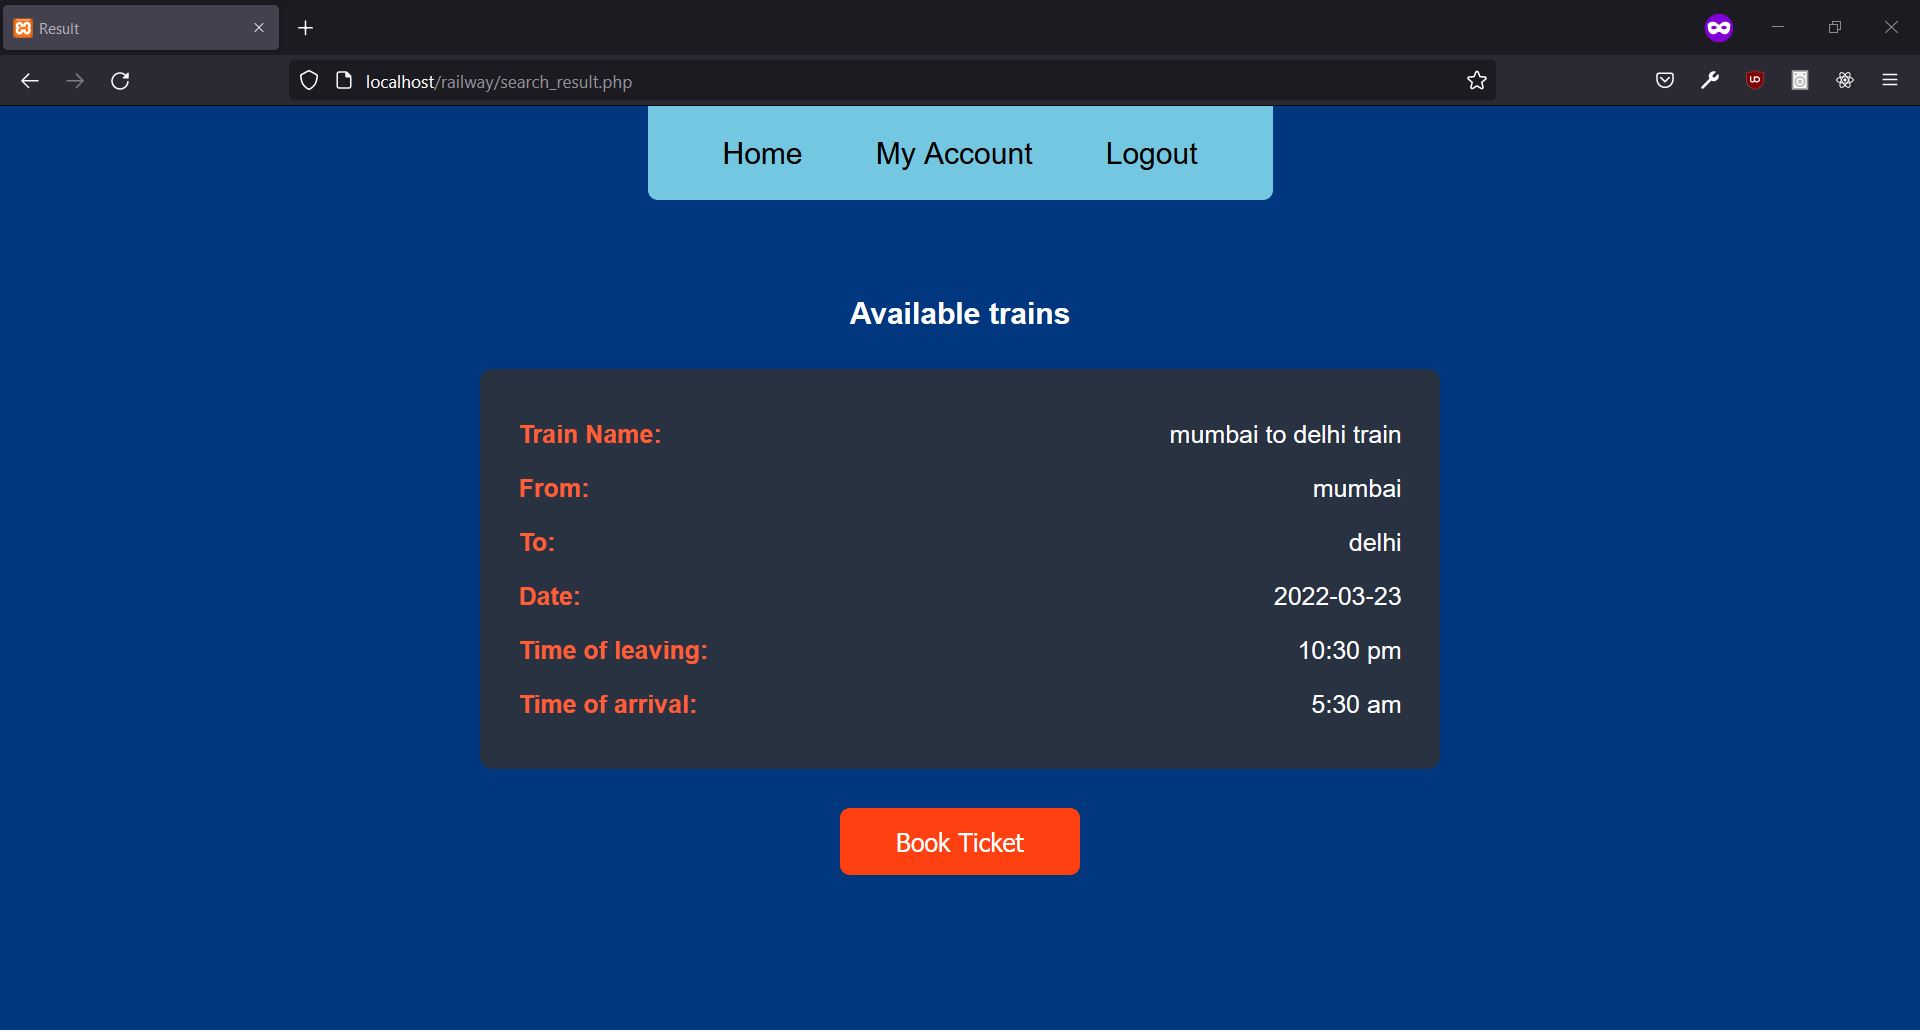 Result
localhost/railway/search_result.php
Home My Account Logout
Available trains
Train Name: mumbai to delhi train
From: mumbai
To: delhi
Date: 2022-03-23
Time of leaving: 10:30 pm
Time of arrival: 5:30 am
Book Ticket